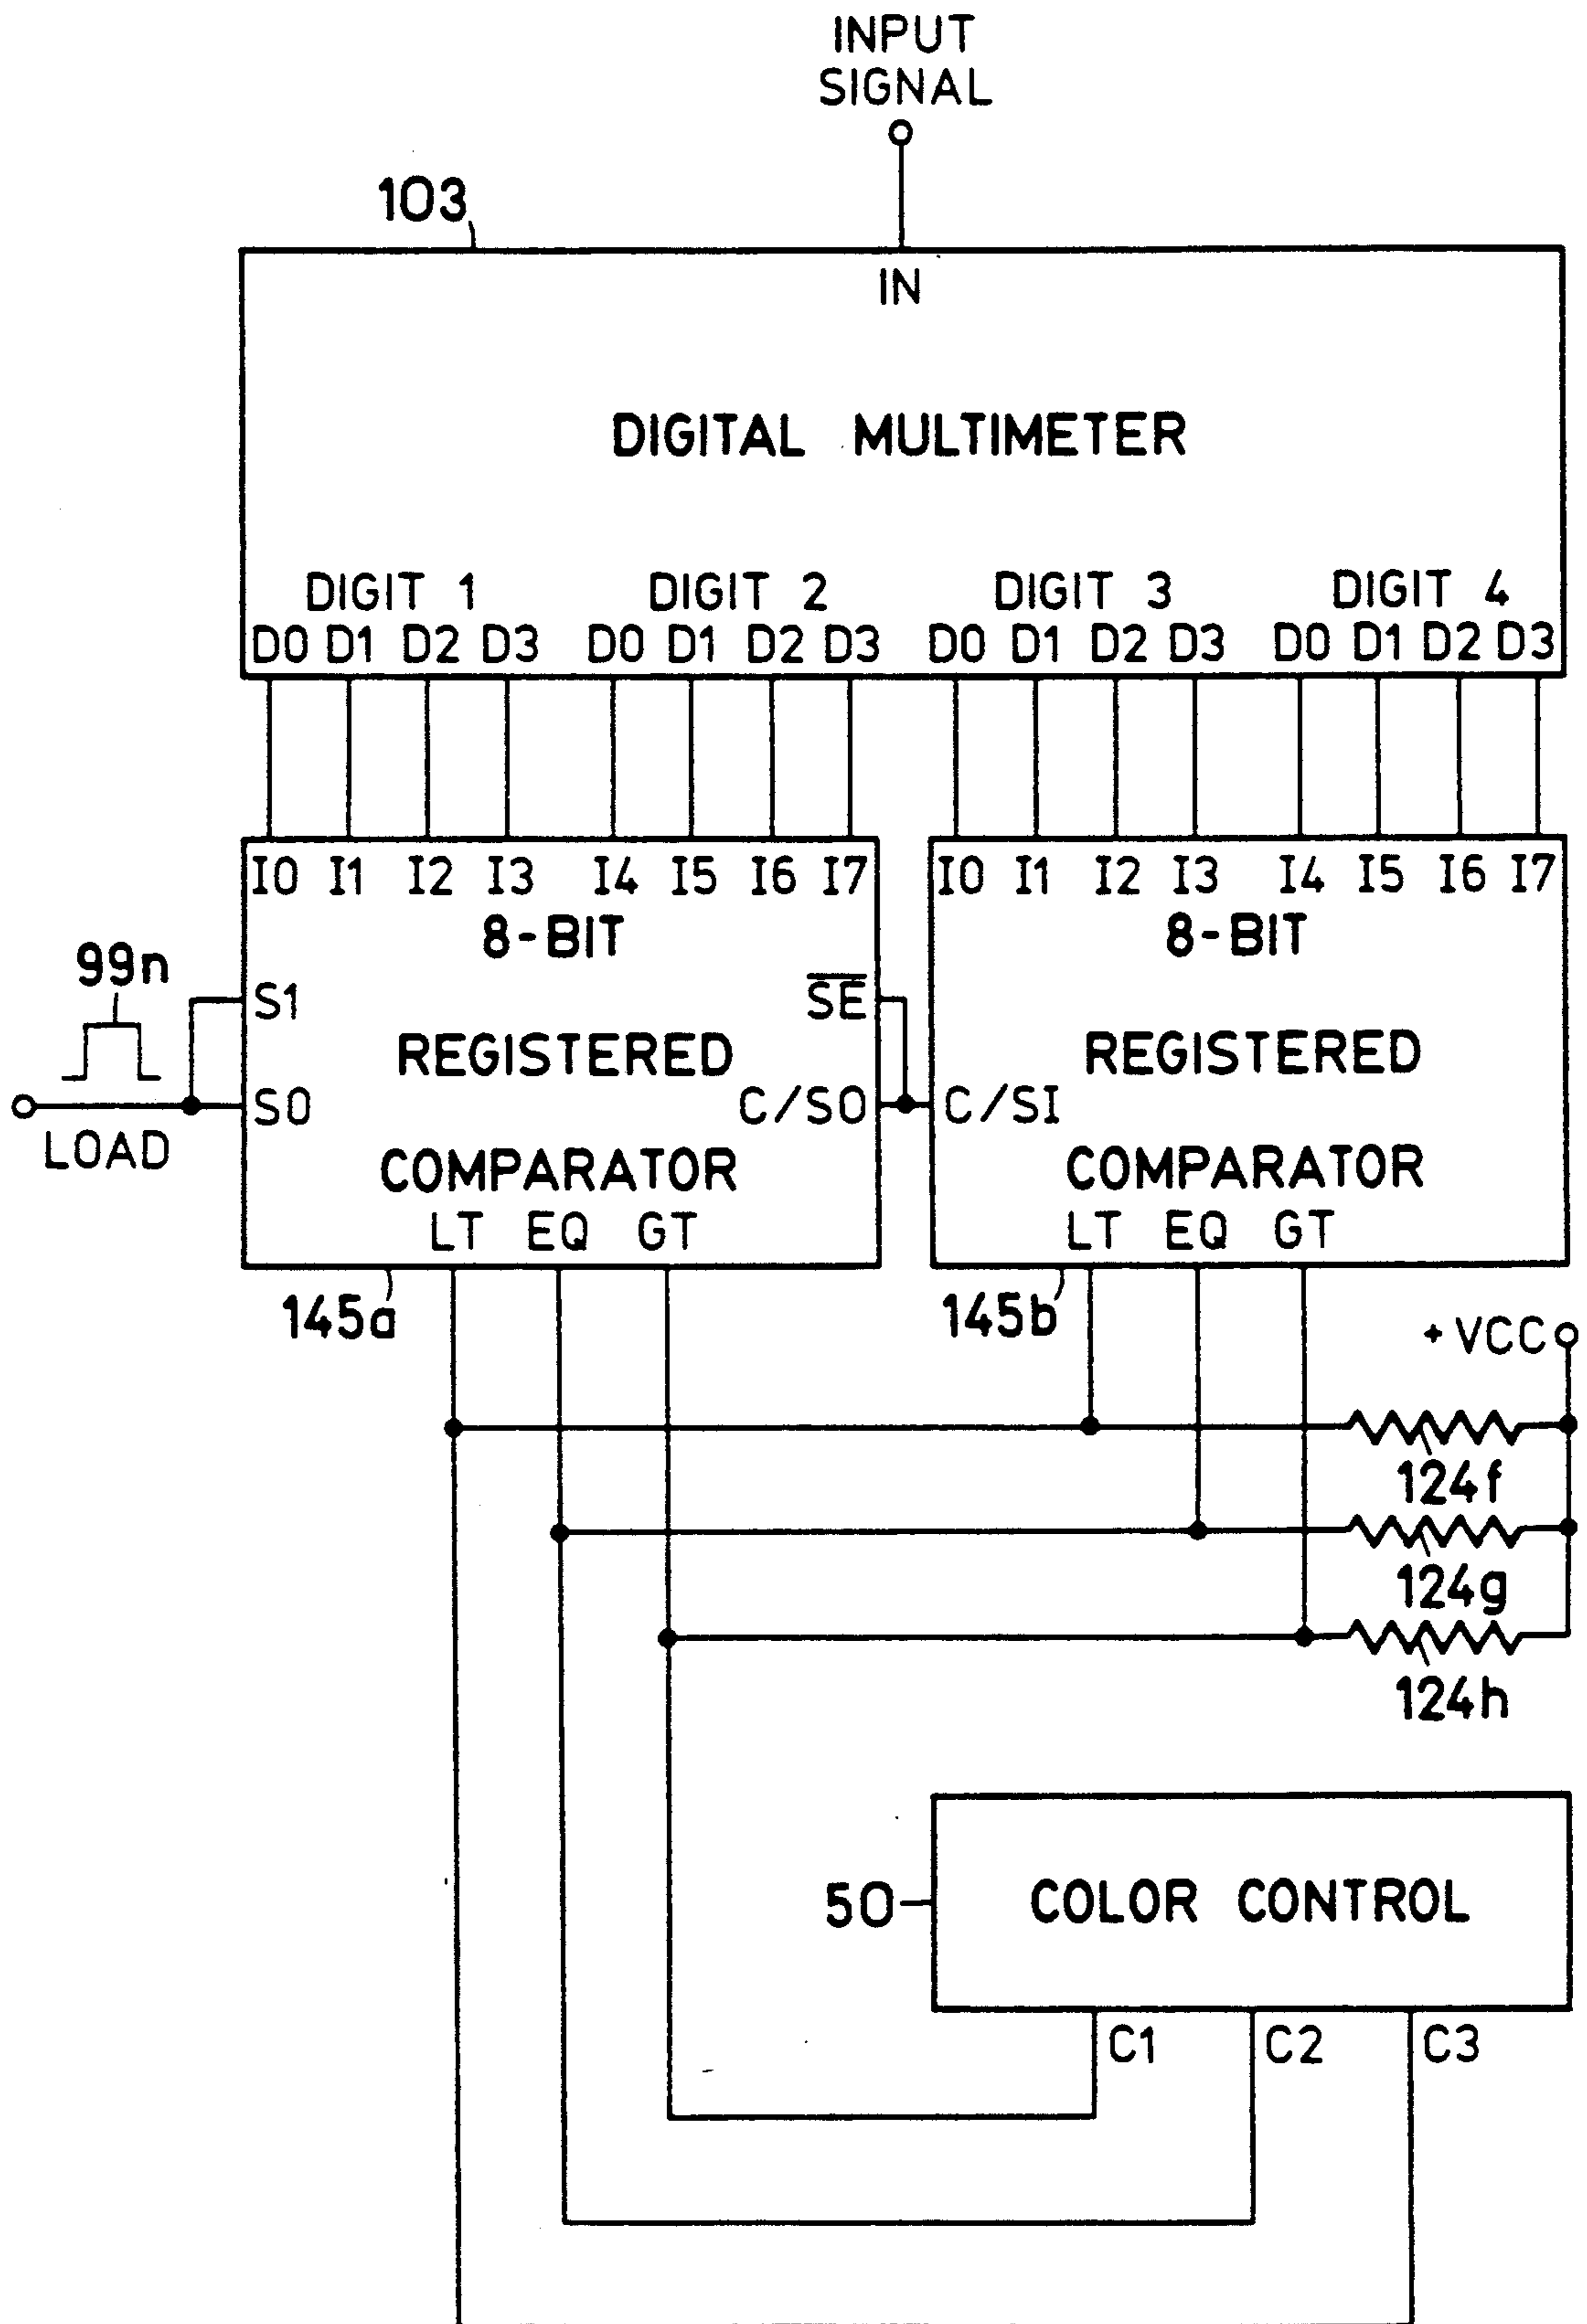 INPUT
SIGNAL
103
IN
DIGITAL MULTIMETER
DIGIT 1 DIGIT 2 DIGIT 3 DIGIT 4
D0 D1 D2 D3 D0 D1 D2 D3 D0 D1 D2 D3 D0 D1 D2 D3
I0 I1 I2 I3 I4 I5 I6 I7 I0 I1 I2 I3 I4 I5 I6 I7
8-BIT 8-BIT
99n
S1 S̅E̅
REGISTERED REGISTERED
S0 C/SO C/SI
LOAD
COMPARATOR COMPARATOR
LT EQ GT LT EQ GT
145a 145b
+VCC
124f
124g
124h
50 COLOR CONTROL
C1 C2 C3